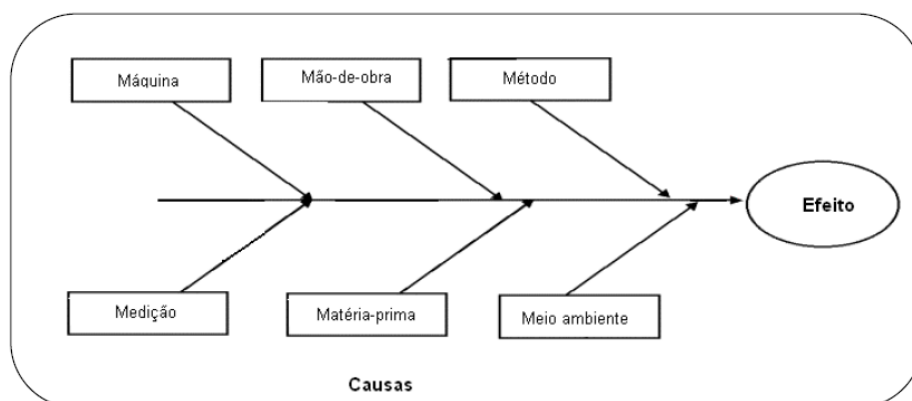 Máquina
Mão-de-obra
Método
Efeito
Medição
Matéria-prima
Meio ambiente
Causas